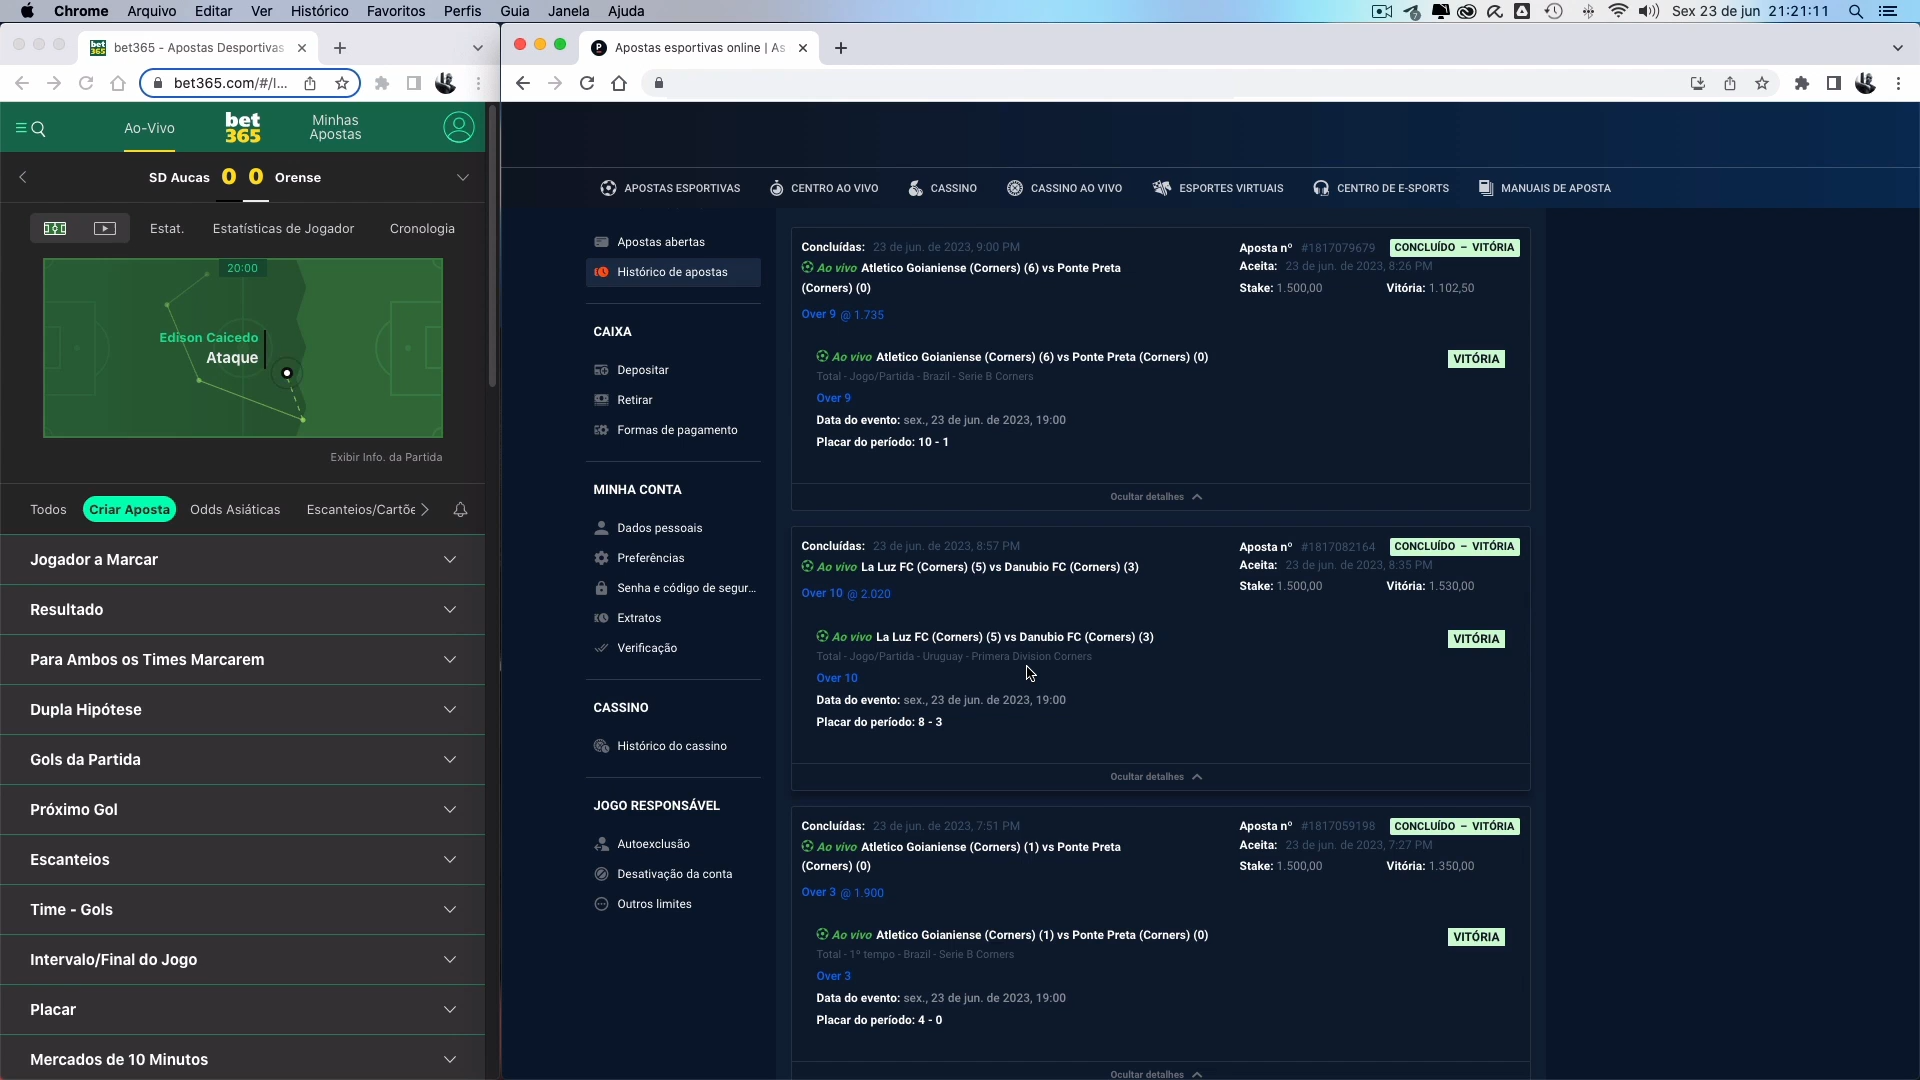 Chrome Arquivo Editar Ver Histórico Favoritos Perfis Guia Janela Ajuda
Sex 23 de jun 21:21:11
bet365 - Apostas Desportivas
bet365.com/#/I...
Ao-Vivo
bet365
Minhas Apostas
SD Aucas 0 0 Orense
Estat. Estatísticas de Jogador Cronologia
20:00
Edison Caicedo
Ataque
Exibir Info. da Partida
Todos Criar Aposta Odds Asiáticas Escanteios/Cartõe
Jogador a Marcar
Resultado
Para Ambos os Times Marcarem
Dupla Hipótese
Gols da Partida
Próximo Gol
Escanteios
Time - Gols
Intervalo/Final do Jogo
Placar
Mercados de 10 Minutos
Apostas esportivas online | As
APOSTAS ESPORTIVAS CENTRO AO VIVO CASSINO CASSINO AO VIVO ESPORTES VIRTUAIS CENTRO DE E-SPORTS MANUAIS DE APOSTA
Apostas abertas
Histórico de apostas
CAIXA
Depositar
Retirar
Formas de pagamento
MINHA CONTA
Dados pessoais
Preferências
Senha e código de segur...
Extratos
Verificação
CASSINO
Histórico do cassino
JOGO RESPONSÁVEL
Autoexclusão
Desativação da conta
Outros limites
Concluídas: 23 de jun. de 2023, 9:00 PM
Aposta nº #1817079679 CONCLUÍDO – VITÓRIA
Ao vivo Atletico Goianiense (Corners) (6) vs Ponte Preta
(Corners) (0)
Aceita: 23 de jun. de 2023, 8:26 PM
Stake: 1.500,00 Vitória: 1.102,50
Over 9 @ 1.735
Ao vivo Atletico Goianiense (Corners) (6) vs Ponte Preta (Corners) (0)
VITÓRIA
Total - Jogo/Partida - Brazil - Serie B Corners
Over 9
Data do evento: sex., 23 de jun. de 2023, 19:00
Placar do período: 10 - 1
Ocultar detalhes
Concluídas: 23 de jun. de 2023, 8:57 PM
Aposta nº #1817082164 CONCLUÍDO – VITÓRIA
Ao vivo La Luz FC (Corners) (5) vs Danubio FC (Corners) (3)
Aceita: 23 de jun. de 2023, 8:35 PM
Stake: 1.500,00 Vitória: 1.530,00
Over 10 @ 2.020
Ao vivo La Luz FC (Corners) (5) vs Danubio FC (Corners) (3)
VITÓRIA
Total - Jogo/Partida - Uruguay - Primera Division Corners
Over 10
Data do evento: sex., 23 de jun. de 2023, 19:00
Placar do período: 8 - 3
Ocultar detalhes
Concluídas: 23 de jun. de 2023, 7:51 PM
Aposta nº #1817059198 CONCLUÍDO – VITÓRIA
Ao vivo Atletico Goianiense (Corners) (1) vs Ponte Preta
(Corners) (0)
Aceita: 23 de jun. de 2023, 7:27 PM
Stake: 1.500,00 Vitória: 1.350,00
Over 3 @ 1.900
Ao vivo Atletico Goianiense (Corners) (1) vs Ponte Preta (Corners) (0)
VITÓRIA
Total - 1º tempo - Brazil - Serie B Corners
Over 3
Data do evento: sex., 23 de jun. de 2023, 19:00
Placar do período: 4 - 0
Ocultar detalhes